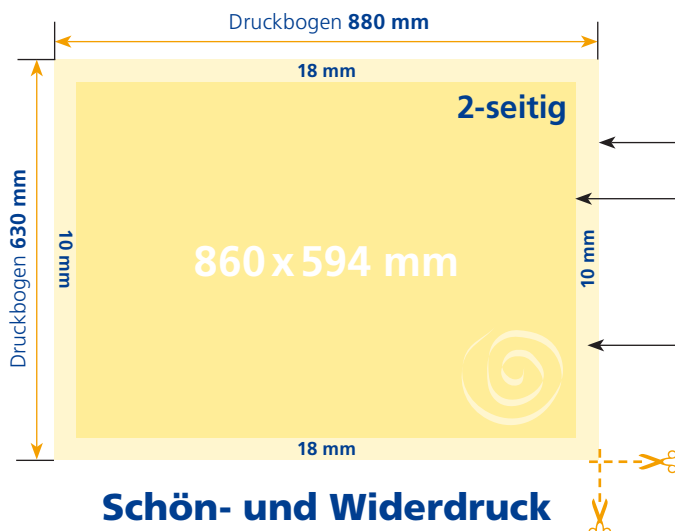 Druckbogen 880 mm
18 mm
2-seitig
Druckbogen 630 mm
10 mm
860 x 594 mm
10 mm
18 mm
Schön- und Widerdruck